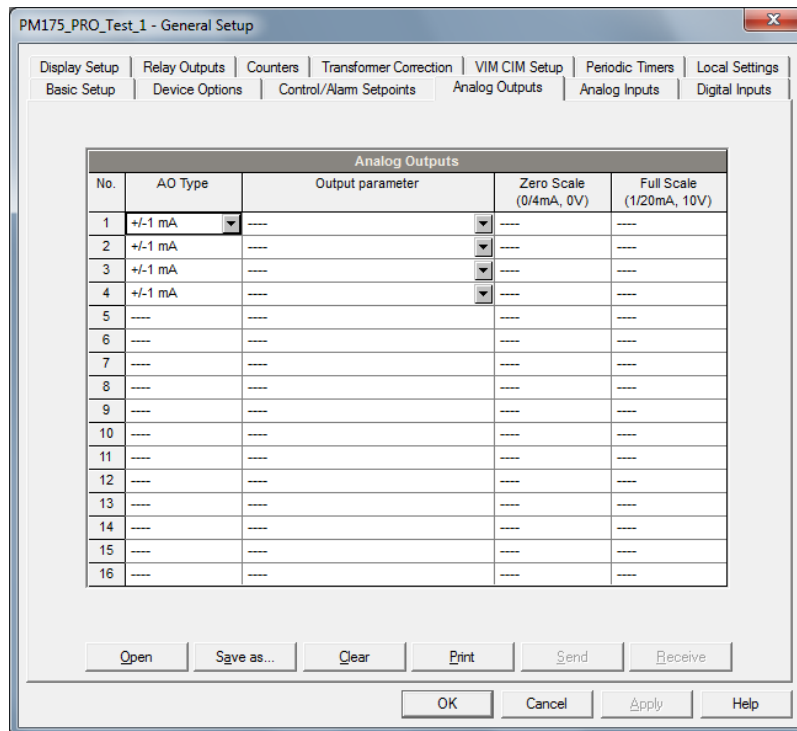 PM175_PRO_Test_1 - General Setup
Display Setup Relay Outputs Counters Transformer Correction VIM CIM Setup Periodic Timers Local Settings
Basic Setup Device Options Control/Alarm Setpoints Analog Outputs Analog Inputs Digital Inputs
Analog Outputs
No. AO Type Output parameter Zero Scale Full Scale
(0/4mA, 0V) (1/20mA, 10V)
1 +/-1 mA ---- ---- ----
2 +/-1 mA ---- ---- ----
3 +/-1 mA ---- ---- ----
4 +/-1 mA ---- ---- ----
5 ---- ---- ---- ----
6 ---- ---- ---- ----
7 ---- ---- ---- ----
8 ---- ---- ---- ----
9 ---- ---- ---- ----
10 ---- ---- ---- ----
11 ---- ---- ---- ----
12 ---- ---- ---- ----
13 ---- ---- ---- ----
14 ---- ---- ---- ----
15 ---- ---- ---- ----
16 ---- ---- ---- ----
Open Save as... Clear Print Send Receive
OK Cancel Apply Help